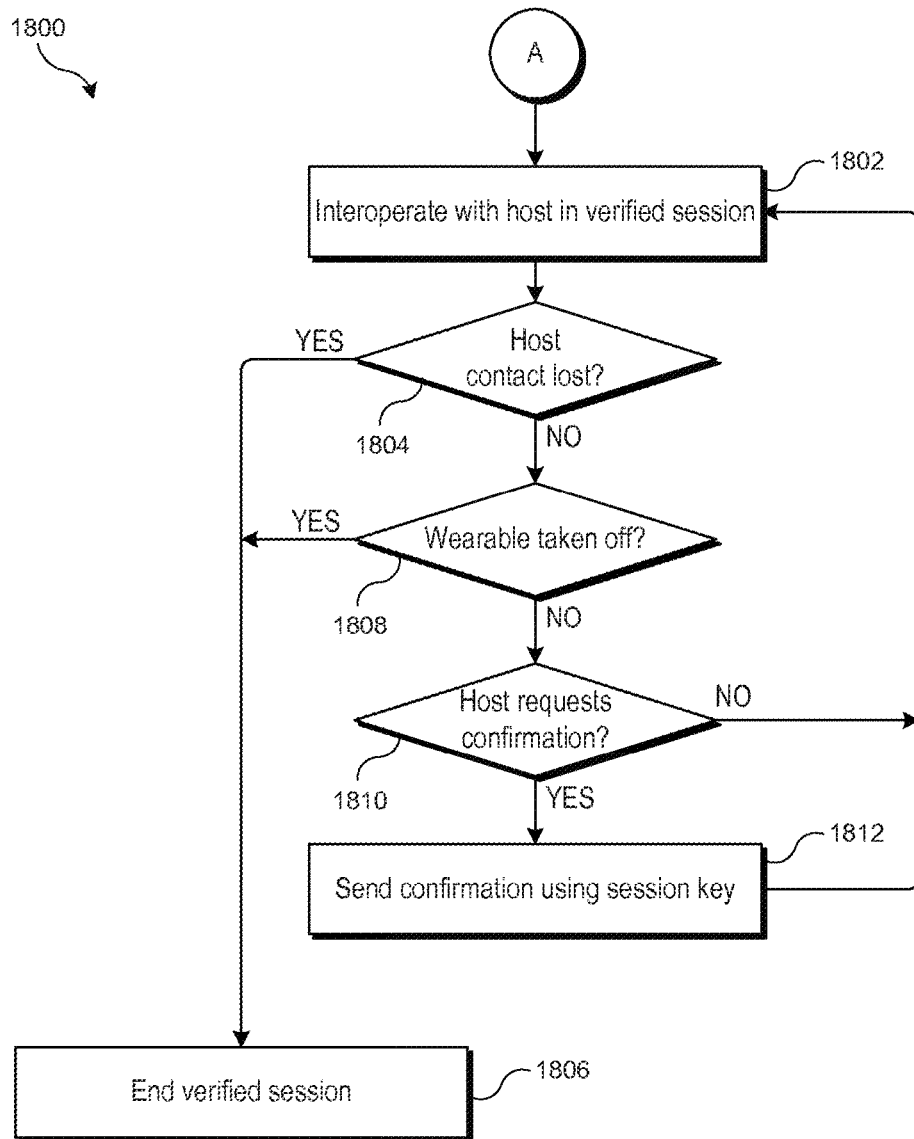 1800
A
1802
Interoperate with host in verified session
YES
Host
contact lost?
1804
NO
YES
Wearable taken off?
1808
NO
Host requests
confirmation?
NO
1810
YES
1812
Send confirmation using session key
End verified session
1806